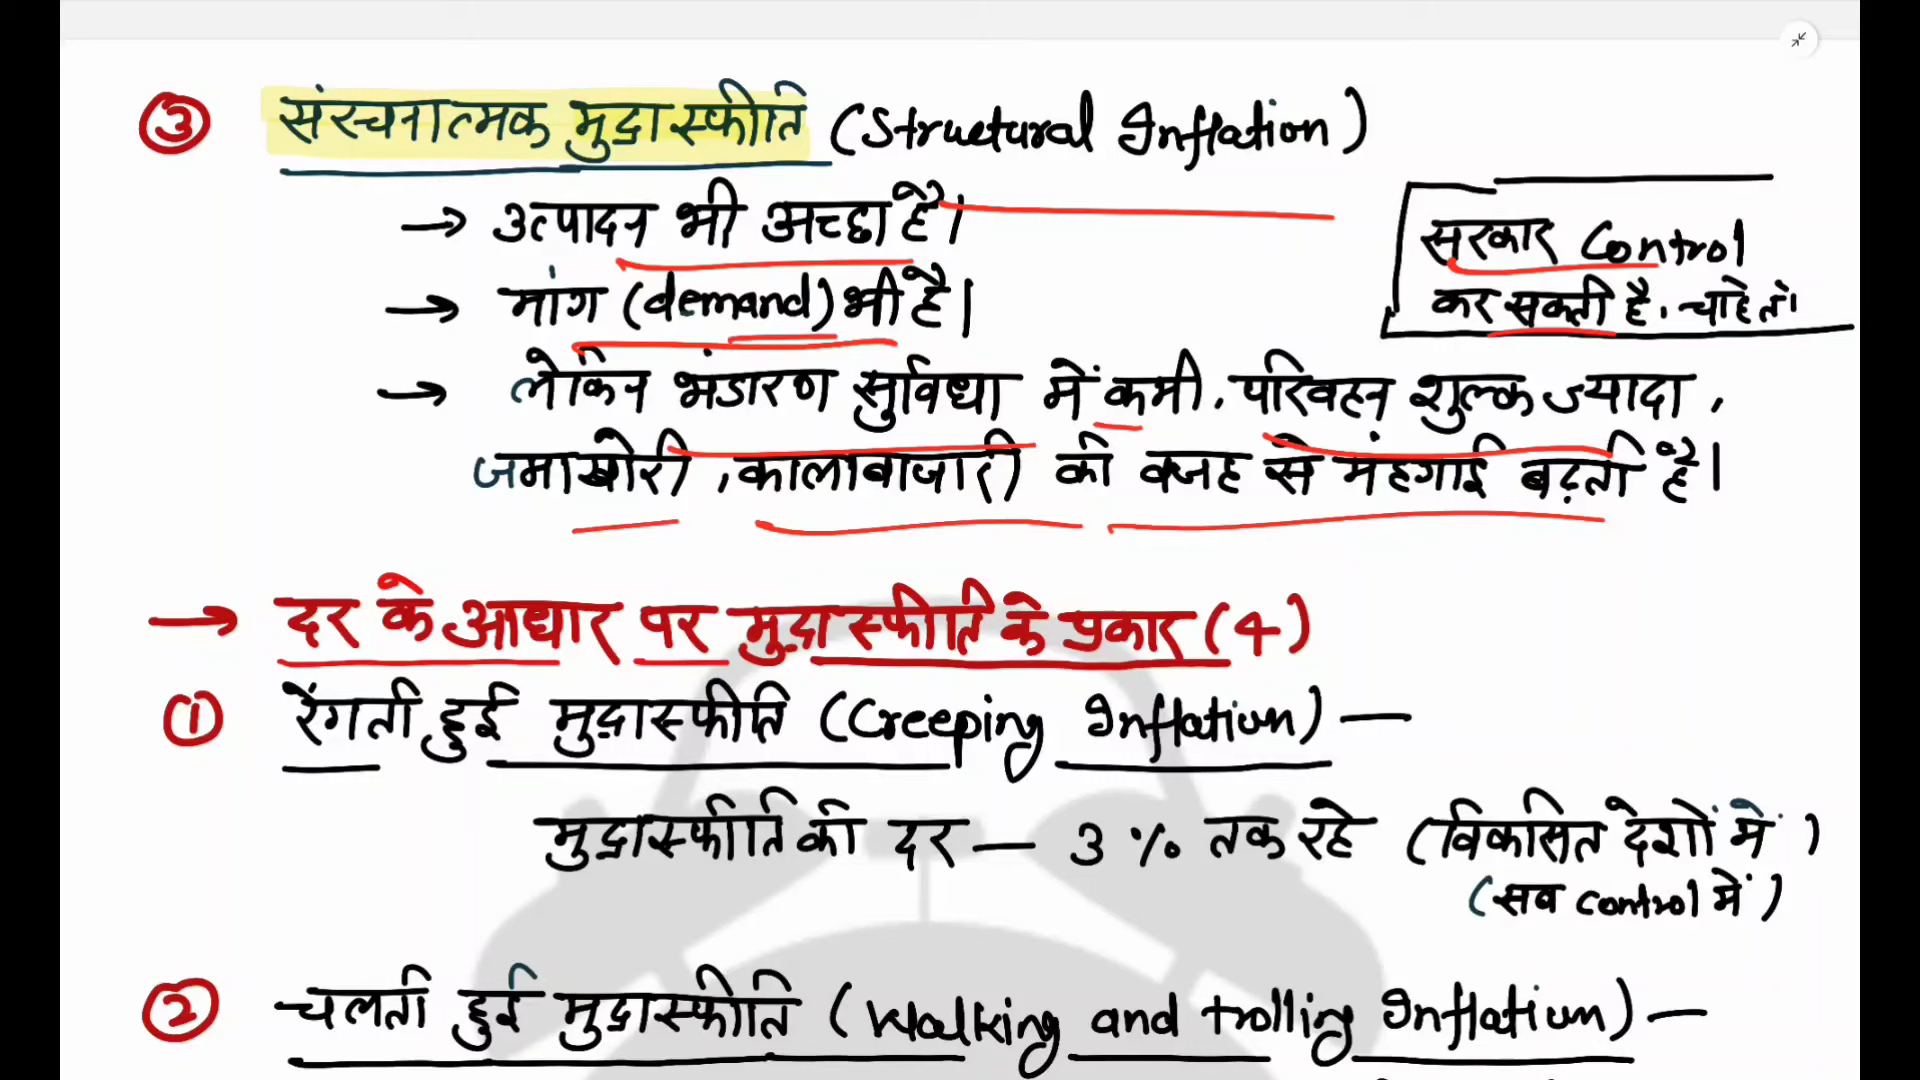 ③ संरचनात्मक मुद्रास्फीति (Structural Inflation)
→ उत्पादन भी अच्छा है।
सरकार Control
कर सकती है। चाहे तो
→ मांग (demand) भी है।
→ लेकिन भंडारण सुविधा में कमी, परिवहन शुल्क ज्यादा,
जमाखोरी, कालाबाजारी की वजह से मंहगाई बढ़ती है।
→ दर के आधार पर मुद्रास्फीति के प्रकार (4)
① रेंगती हुई मुद्रास्फीति (Creeping Inflation) —
मुद्रास्फीति की दर — 3 % तक रहे (विकसित देशों में)
(सब control में)
② चलती हुई मुद्रास्फीति (Walking and trolling Inflation) —